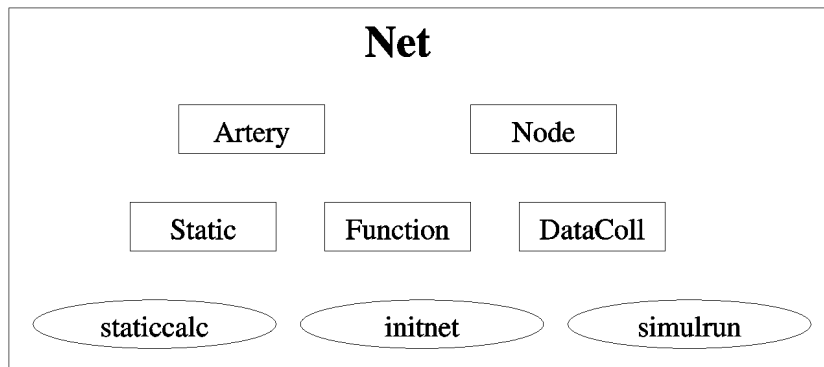 Net
Artery Node
Static Function DataColl
staticcalc initnet simulrun